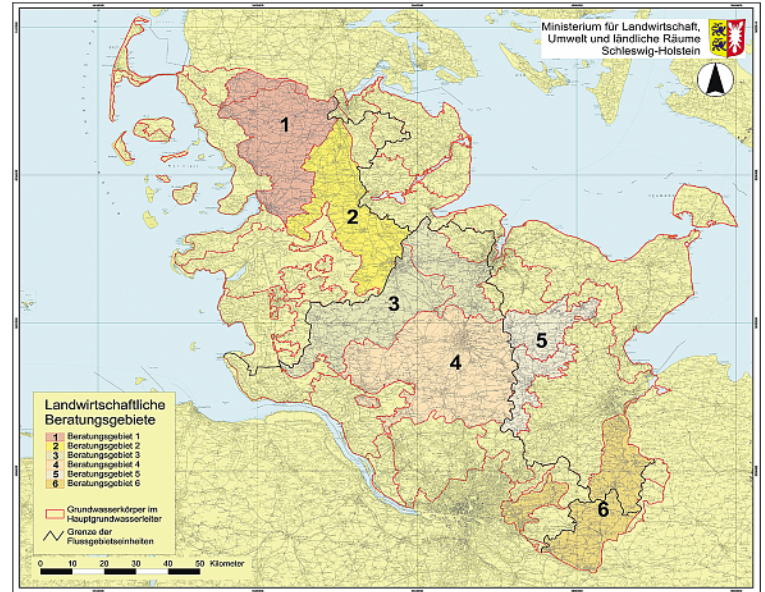 Ministerium für Landwirtschaft,
Umwelt und ländliche Räume
Schleswig-Holstein
1
2
3
4
5
6
Landwirtschaftliche
Beratungsgebiete
1 Beratungsgebiet 1
2 Beratungsgebiet 2
3 Beratungsgebiet 3
4 Beratungsgebiet 4
5 Beratungsgebiet 5
6 Beratungsgebiet 6
Grundwasserkörper im
Hauptgrundwasserleiter
Grenze der
Flussgebietseinheiten
0 10 20 30 40 50 Kilometer